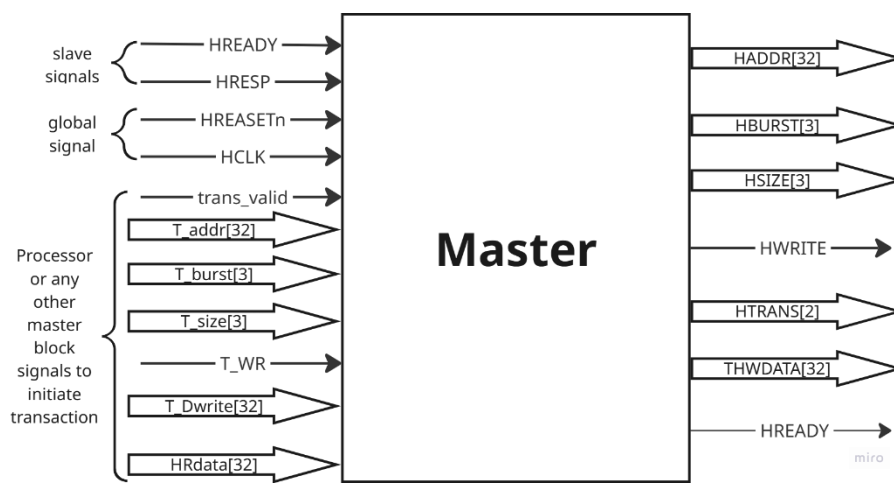 slave
signals
HREADY
HRESP
global
signal
HREASETn
HCLK
Processor
or any
other
master
block
signals to
initiate
transaction
trans_valid
T_addr[32]
T_burst[3]
T_size[3]
T_WR
T_Dwrite[32]
HRdata[32]
Master
HADDR[32]
HBURST[3]
HSIZE[3]
HWRITE
HTRANS[2]
THWDATA[32]
HREADY
miro